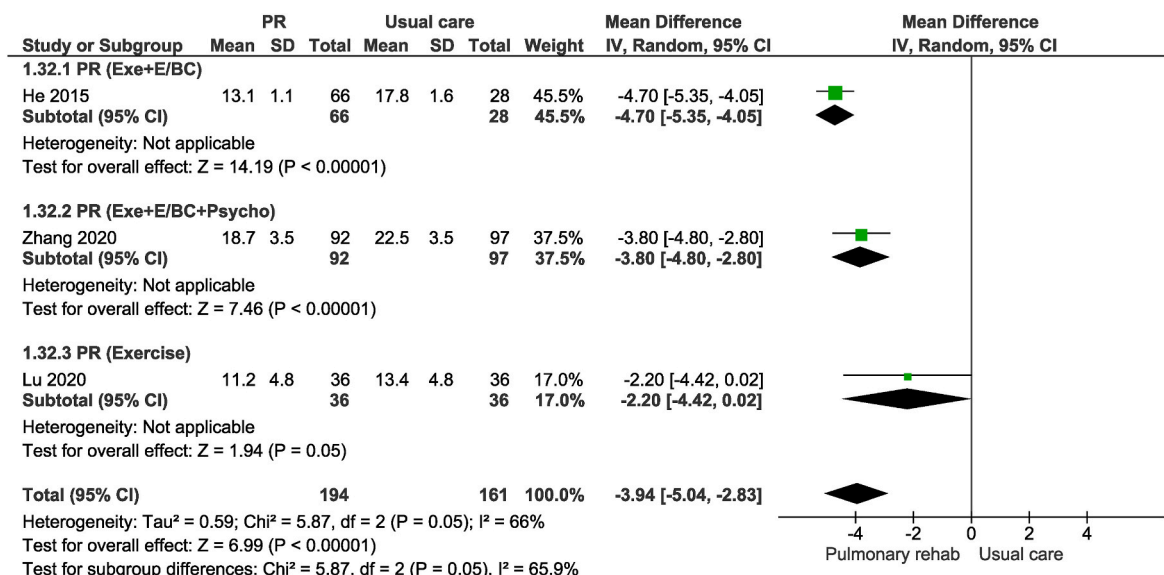 PR Usual care Mean Difference Mean Difference
Study or Subgroup Mean SD Total Mean SD Total Weight IV, Random, 95% CI IV, Random, 95% CI
1.32.1 PR (Exe+E/BC)
He 2015 13.1 1.1 66 17.8 1.6 28 45.5% -4.70 [-5.35, -4.05]
Subtotal (95% CI) 66 28 45.5% -4.70 [-5.35, -4.05]
Heterogeneity: Not applicable
Test for overall effect: Z = 14.19 (P < 0.00001)
1.32.2 PR (Exe+E/BC+Psycho)
Zhang 2020 18.7 3.5 92 22.5 3.5 97 37.5% -3.80 [-4.80, -2.80]
Subtotal (95% CI) 92 97 37.5% -3.80 [-4.80, -2.80]
Heterogeneity: Not applicable
Test for overall effect: Z = 7.46 (P < 0.00001)
1.32.3 PR (Exercise)
Lu 2020 11.2 4.8 36 13.4 4.8 36 17.0% -2.20 [-4.42, 0.02]
Subtotal (95% CI) 36 36 17.0% -2.20 [-4.42, 0.02]
Heterogeneity: Not applicable
Test for overall effect: Z = 1.94 (P = 0.05)
Total (95% CI) 194 161 100.0% -3.94 [-5.04, -2.83]
Heterogeneity: Tau² = 0.59; Chi² = 5.87, df = 2 (P = 0.05); I² = 66%
Test for overall effect: Z = 6.99 (P < 0.00001)
Test for subgroup differences: Chi² = 5.87, df = 2 (P = 0.05), I² = 65.9%
-4 -2 0 2 4
Pulmonary rehab Usual care